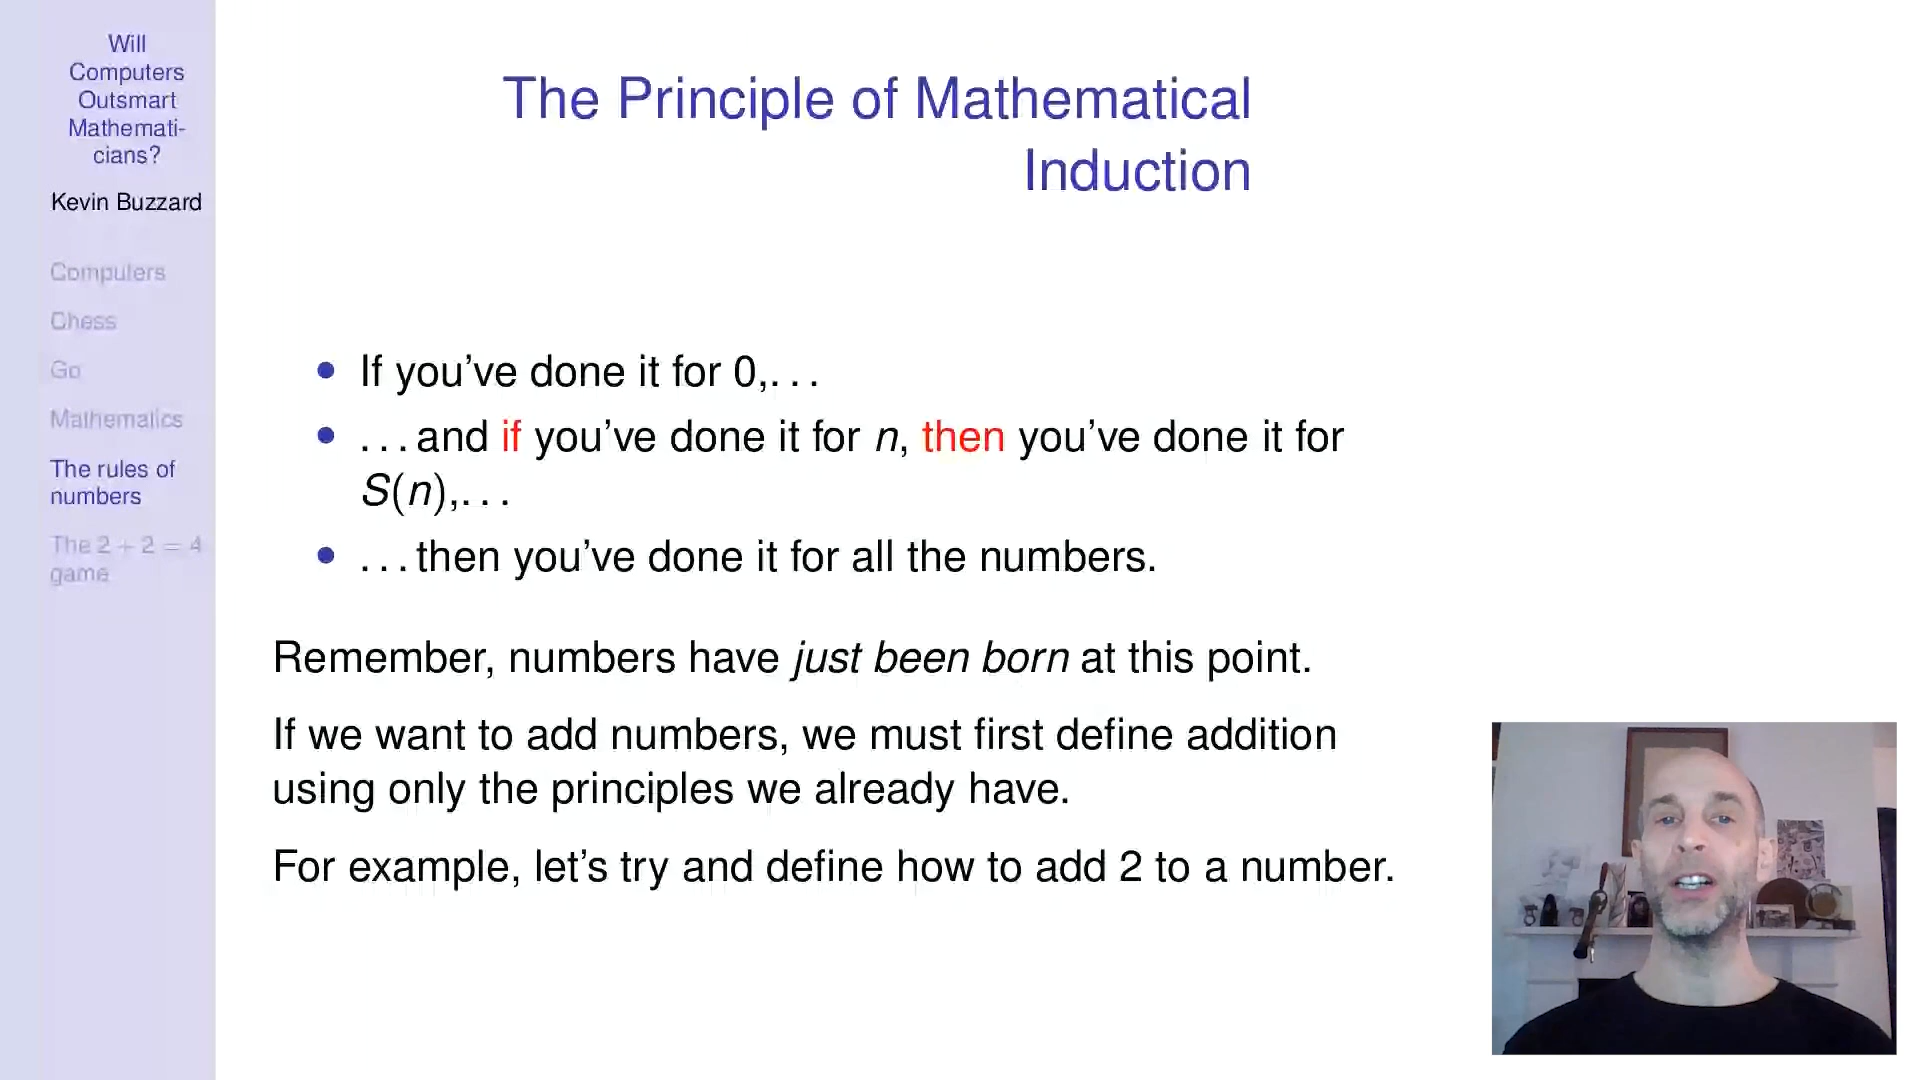 Will
Computers
Outsmart
Mathemati-
cians?
Kevin Buzzard
Computers
Chess
Go
Mathematics
The rules of
numbers
The 2 + 2 = 4
game
The Principle of Mathematical
Induction
• If you’ve done it for 0,. . .
• . . . and if you’ve done it for n, then you’ve done it for
S(n),. . .
• . . . then you’ve done it for all the numbers.
Remember, numbers have just been born at this point.
If we want to add numbers, we must first define addition
using only the principles we already have.
For example, let’s try and define how to add 2 to a number.